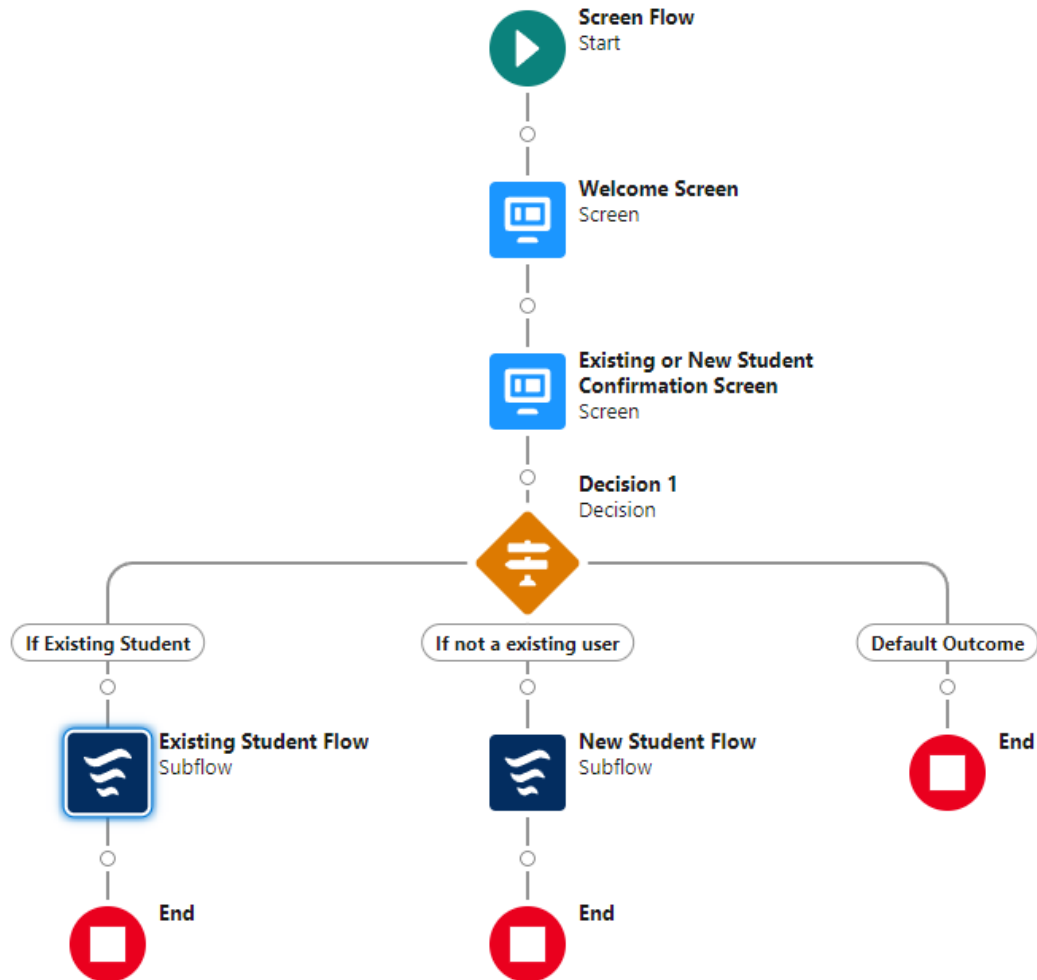 Screen Flow
Start
Welcome Screen
Screen
Existing or New Student
Confirmation Screen
Screen
Decision 1
Decision
If Existing Student
If not a existing user
Default Outcome
Existing Student Flow
Subflow
New Student Flow
Subflow
End
End
End